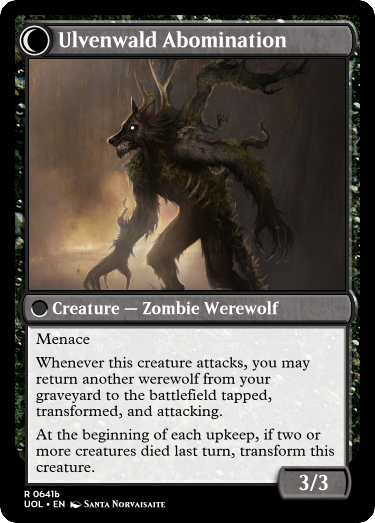 Ulvenwald Abomination
Creature — Zombie Werewolf
Menace
Whenever this creature attacks, you may
return another werewolf from your
graveyard to the battlefield tapped,
transformed, and attacking.
At the beginning of each upkeep, if two or
more creatures died last turn, transform this
creature.
3/3
R 0641b
UOL • EN Santa Norvaisaite